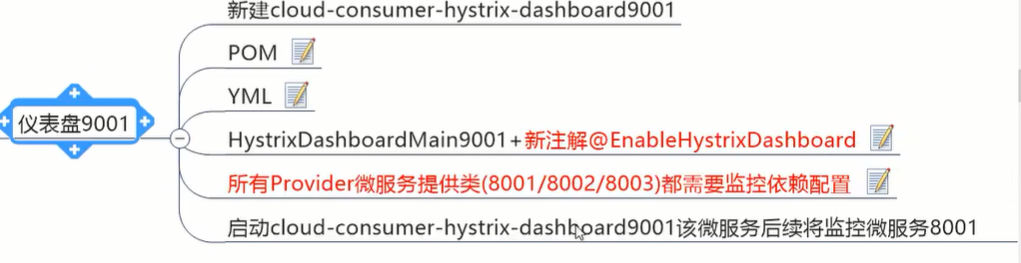 新建cloud-consumer-hystrix-dashboard9001
POM
YML
仪表盘9001
HystrixDashboardMain9001+新注解@EnableHystrixDashboard
所有Provider微服务提供类(8001/8002/8003)都需要监控依赖配置
启动cloud-consumer-hystrix-dashboard9001该微服务后续将监控微服务8001